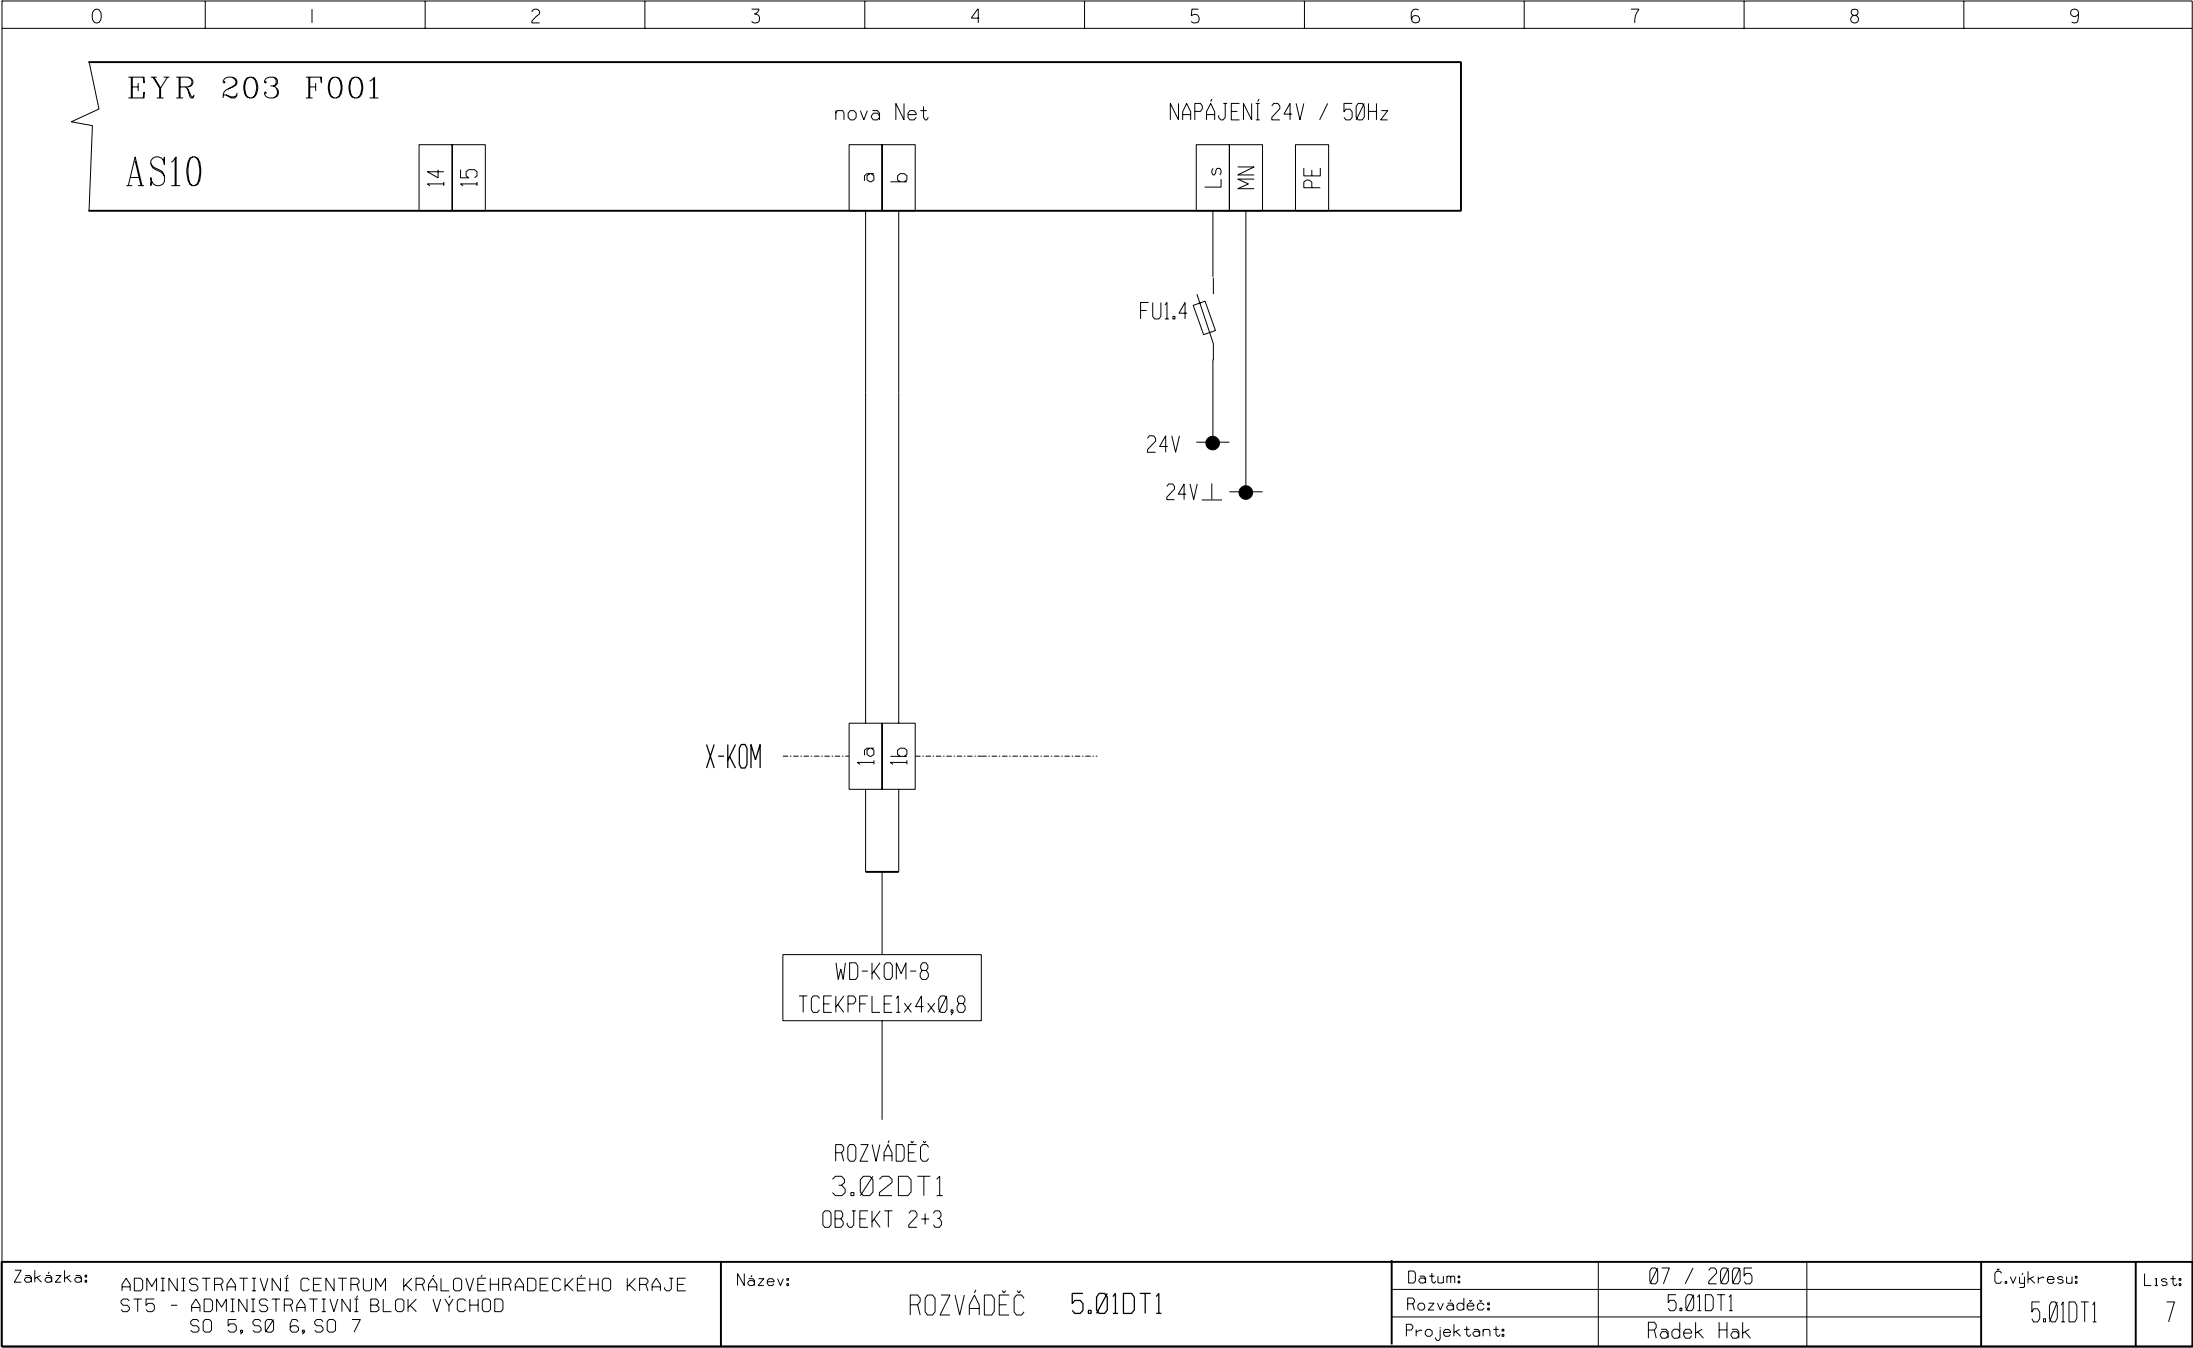 0 1 2 3 4 5 6 7 8 9
EYR 203 F001
nova Net
NAPÁJENÍ 24V / 50Hz
AS10
14 15 a b Ls MN PE
FU1.4
24V
24V⊥
X-KOM 1a 1b
WD-KOM-8
TCEKPFLE1x4x0,8
ROZVÁDĚČ
3.02DT1
OBJEKT 2+3
Zakázka: ADMINISTRATIVNÍ CENTRUM KRÁLOVÉHRADECKÉHO KRAJE
ST5 - ADMINISTRATIVNÍ BLOK VÝCHOD
SO 5, SØ 6, SO 7
Název:
ROZVÁDĚČ 5.01DT1
Datum: 07 / 2005
Rozváděč: 5.01DT1
Projektant: Radek Hak
Č.výkresu:
5.01DT1
List:
7